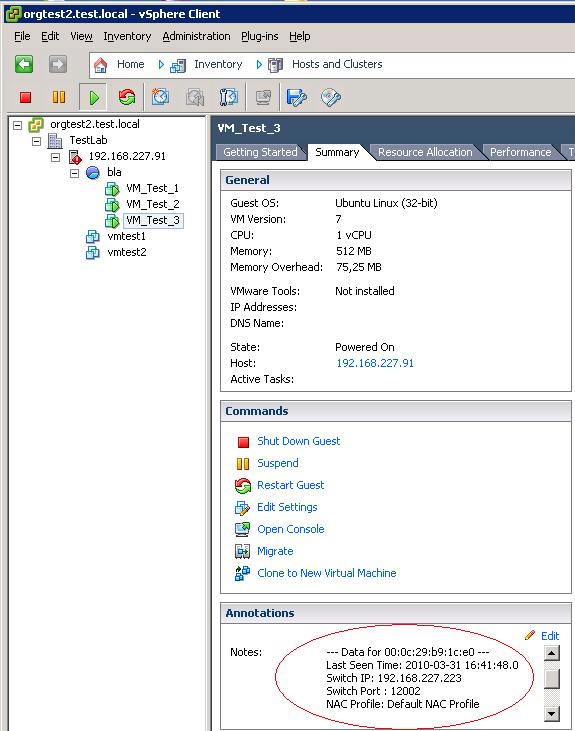 orgtest2.test.local - vSphere Client
File Edit View Inventory Administration Plug-ins Help
Home Inventory Hosts and Clusters
orgtest2.test.local
TestLab
192.168.227.91
bla
VM_Test_1
VM_Test_2
VM_Test_3
vmtest1
vmtest2
VM_Test_3
Getting Started Summary Resource Allocation Performance T
General
Guest OS: Ubuntu Linux (32-bit)
VM Version: 7
CPU: 1 vCPU
Memory: 512 MB
Memory Overhead: 75,25 MB
VMware Tools: Not installed
IP Addresses:
DNS Name:
State: Powered On
Host: 192.168.227.91
Active Tasks:
Commands
Shut Down Guest
Suspend
Restart Guest
Edit Settings
Open Console
Migrate
Clone to New Virtual Machine
Annotations
Edit
Notes: --- Data for 00:0c:29:b9:1c:e0 ---
Last Seen Time: 2010-03-31 16:41:48.0
Switch IP: 192.168.227.223
Switch Port : 12002
NAC Profile: Default NAC Profile